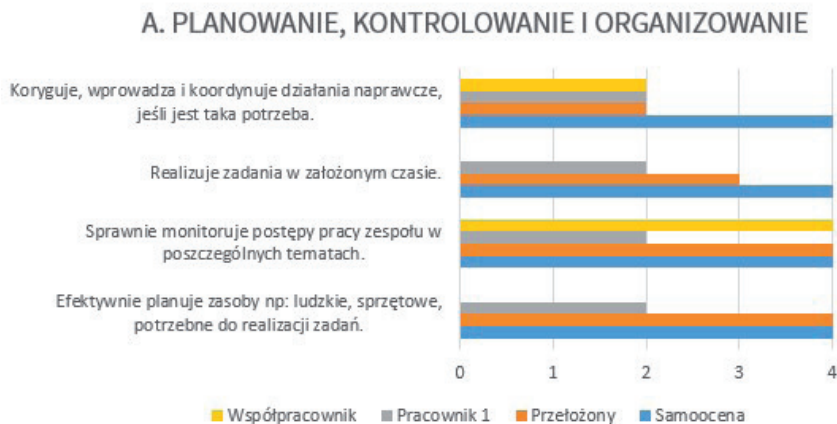 A. PLANOWANIE, KONTROLOWANIE I ORGANIZOWANIE
Koryguje, wprowadza i koordynuje działania naprawcze,
jeśli jest taka potrzeba.
Realizuje zadania w założonym czasie.
Sprawnie monitoruje postępy pracy zespołu w
poszczególnych tematach.
Efektywnie planuje zasoby np: ludzkie, sprzętowe,
potrzebne do realizacji zadań.
0 1 2 3 4
Współpracownik Pracownik 1 Przełożony Samoocena